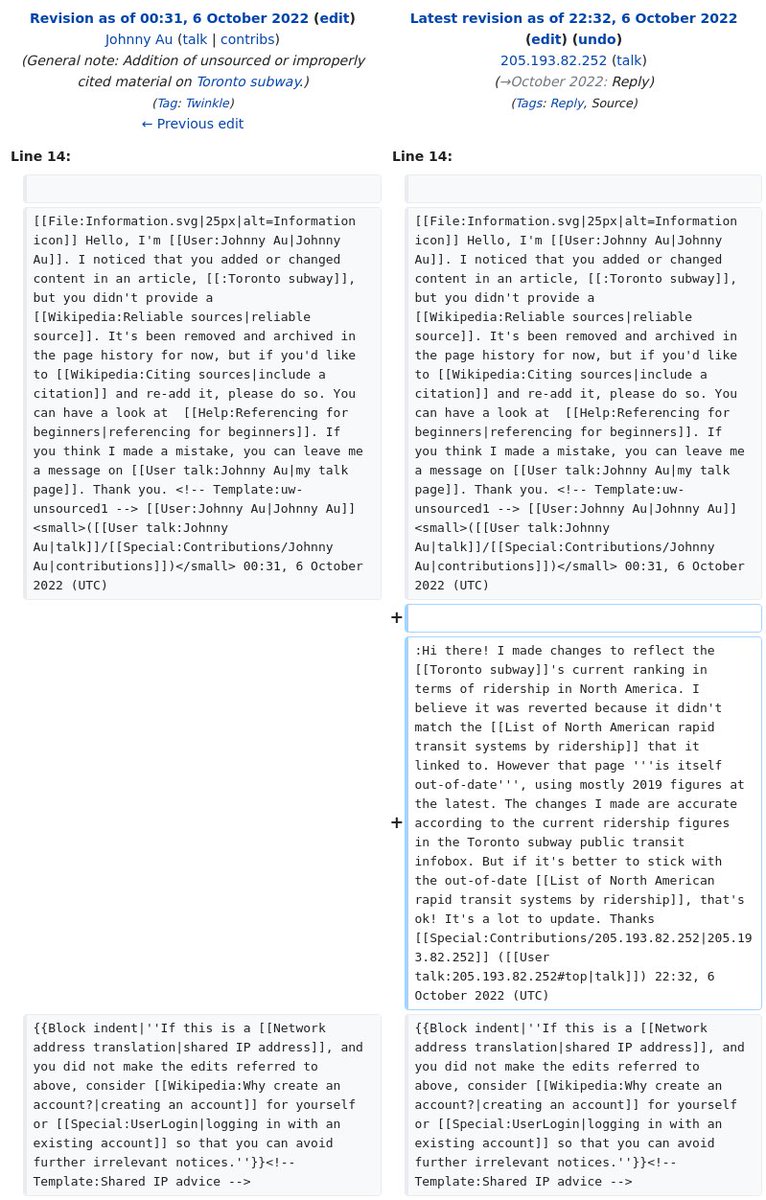 Revision as of 00:31, 6 October 2022 (edit)
Johnny Au (talk | contribs)
(General note: Addition of unsourced or improperly
cited material on Toronto subway.)
(Tag: Twinkle)
← Previous edit
Latest revision as of 22:32, 6 October 2022
(edit) (undo)
205.193.82.252 (talk)
(→October 2022: Reply)
(Tags: Reply, Source)
Line 14:
Line 14:
[[File:Information.svg|25px|alt=Information
icon]] Hello, I'm [[User:Johnny Au|Johnny
Au]]. I noticed that you added or changed
content in an article, [[:Toronto subway]],
but you didn't provide a
[[Wikipedia:Reliable sources|reliable
source]]. It's been removed and archived in
the page history for now, but if you'd like
to [[Wikipedia:Citing sources|include a
citation]] and re-add it, please do so. You
can have a look at  [[Help:Referencing for
beginners|referencing for beginners]]. If
you think I made a mistake, you can leave me
a message on [[User talk:Johnny Au|my talk
page]]. Thank you. <!-- Template:uw-
unsourced1 --> [[User:Johnny Au|Johnny Au]]
<small>([[User talk:Johnny
Au|talk]]/[[Special:Contributions/Johnny
Au|contributions]])</small> 00:31, 6 October
2022 (UTC)
[[File:Information.svg|25px|alt=Information
icon]] Hello, I'm [[User:Johnny Au|Johnny
Au]]. I noticed that you added or changed
content in an article, [[:Toronto subway]],
but you didn't provide a
[[Wikipedia:Reliable sources|reliable
source]]. It's been removed and archived in
the page history for now, but if you'd like
to [[Wikipedia:Citing sources|include a
citation]] and re-add it, please do so. You
can have a look at  [[Help:Referencing for
beginners|referencing for beginners]]. If
you think I made a mistake, you can leave me
a message on [[User talk:Johnny Au|my talk
page]]. Thank you. <!-- Template:uw-
unsourced1 --> [[User:Johnny Au|Johnny Au]]
<small>([[User talk:Johnny
Au|talk]]/[[Special:Contributions/Johnny
Au|contributions]])</small> 00:31, 6 October
2022 (UTC)
+
+
:Hi there! I made changes to reflect the
[[Toronto subway]]'s current ranking in
terms of ridership in North America. I
believe it was reverted because it didn't
match the [[List of North American rapid
transit systems by ridership]] that it
linked to. However that page '''is itself
out-of-date''', using mostly 2019 figures at
the latest. The changes I made are accurate
according to the current ridership figures
in the Toronto subway public transit
infobox. But if it's better to stick with
the out-of-date [[List of North American
rapid transit systems by ridership]], that's
ok! It's a lot to update. Thanks
[[Special:Contributions/205.193.82.252|205.19
3.82.252]] ([[User
talk:205.193.82.252#top|talk]]) 22:32, 6
October 2022 (UTC)
{{Block indent|''If this is a [[Network
address translation|shared IP address]], and
you did not make the edits referred to
above, consider [[Wikipedia:Why create an
account?|creating an account]] for yourself
or [[Special:UserLogin|logging in with an
existing account]] so that you can avoid
further irrelevant notices.''}}<!--
Template:Shared IP advice -->
{{Block indent|''If this is a [[Network
address translation|shared IP address]], and
you did not make the edits referred to
above, consider [[Wikipedia:Why create an
account?|creating an account]] for yourself
or [[Special:UserLogin|logging in with an
existing account]] so that you can avoid
further irrelevant notices.''}}<!--
Template:Shared IP advice -->